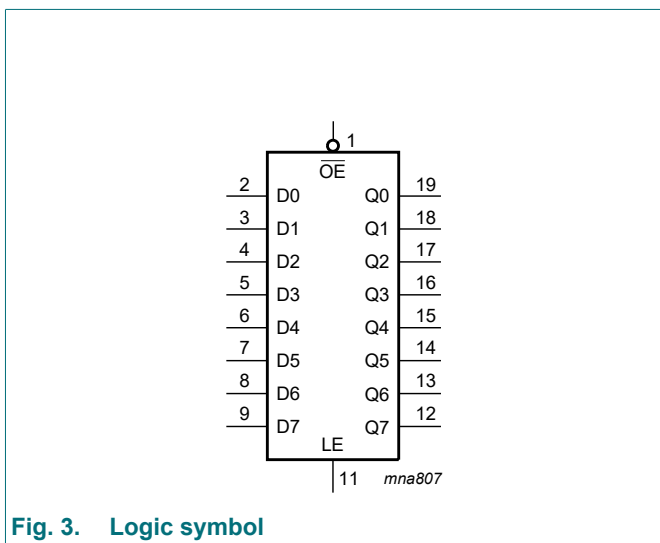 1
O̅E̅
2 D0 Q0 19
3 D1 Q1 18
4 D2 Q2 17
5 D3 Q3 16
6 D4 Q4 15
7 D5 Q5 14
8 D6 Q6 13
9 D7 Q7 12
LE
11 mna807
Fig. 3. Logic symbol